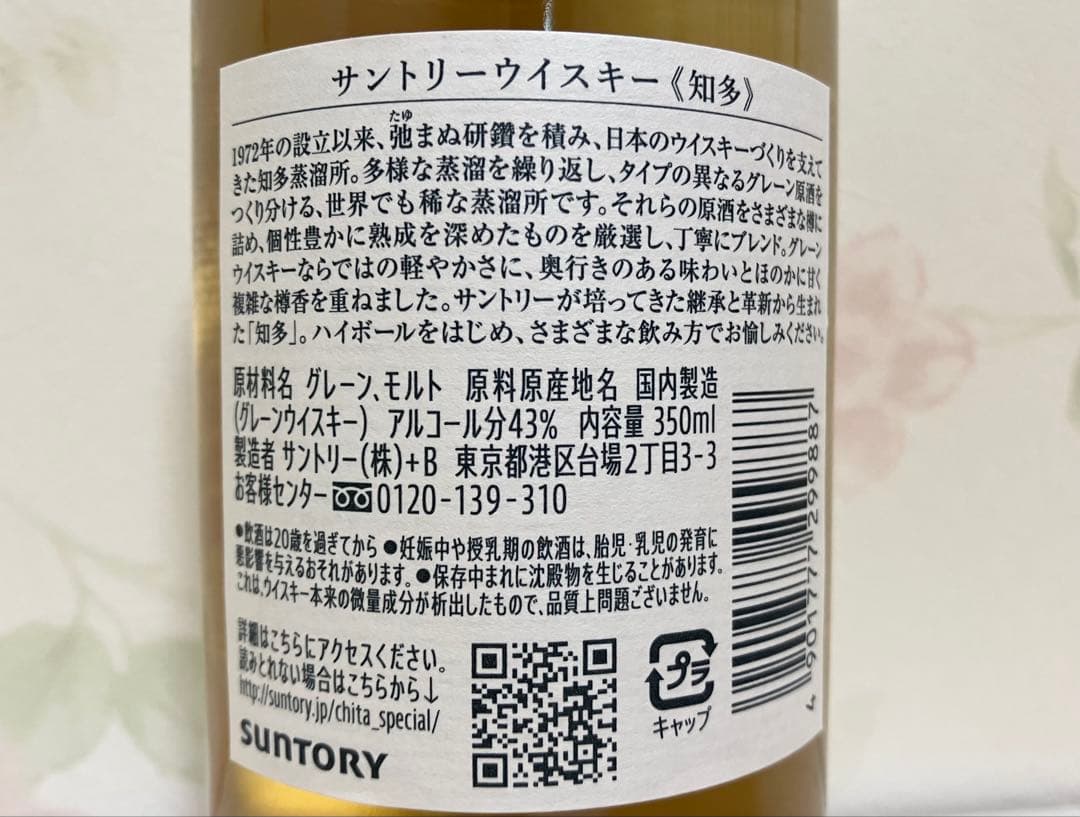 サントリーウイスキー《知多》
たゆ
1972年の設立以来、弛まぬ研鑽を積み、日本のウイスキーづくりを支えて
きた知多蒸溜所。多様な蒸溜を繰り返し、タイプの異なるグレーン原酒を
つくり分ける、世界でも稀な蒸溜所です。それらの原酒をさまざまな樽に
詰め、個性豊かに熟成を深めたものを厳選し、丁寧にブレンド。グレーン
ウイスキーならではの軽やかさに、奥行きのある味わいとほのかに甘く
複雑な樽香を重ねました。サントリーが培ってきた継承と革新から生まれ
た「知多」。ハイボールをはじめ、さまざまな飲み方でお愉しみください。
原材料名 グレーン、モルト 原料原産地名 国内製造
(グレーンウイスキー) アルコール分43% 内容量 350ml
製造者 サントリー(株)+B 東京都港区台場2丁目3-3
お客様センター 0120-139-310
●飲酒は20歳を過ぎてから ●妊娠中や授乳期の飲酒は、胎児・乳児の発育に
悪影響を与えるおそれがあります。●保存中まれに沈殿物を生じることがあります。
これは、ウイスキー本来の微量成分が析出したもので、品質上問題ございません。
詳細はこちらにアクセスください。
読みとれない場合はこちらから↓
http://suntory.jp/chita_special/
SUNTORY
プラ
キャップ
4 901777 299887